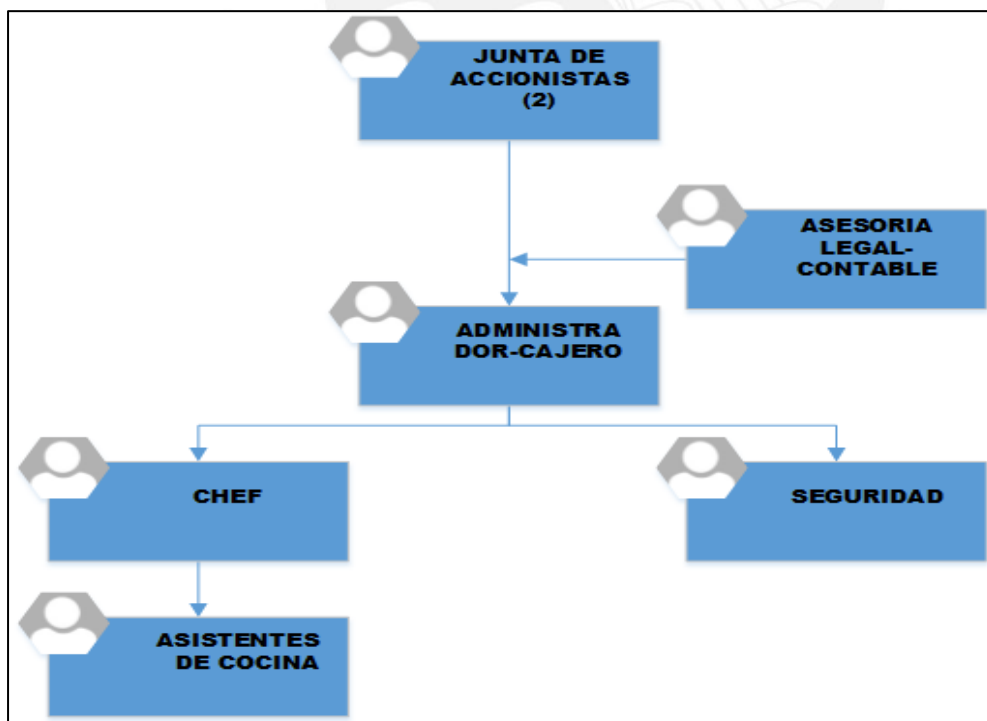 JUNTA DE
ACCIONISTAS
(2)
ASESORIA
LEGAL-
CONTABLE
ADMINISTRA
DOR-CAJERO
CHEF
SEGURIDAD
ASISTENTES
DE COCINA